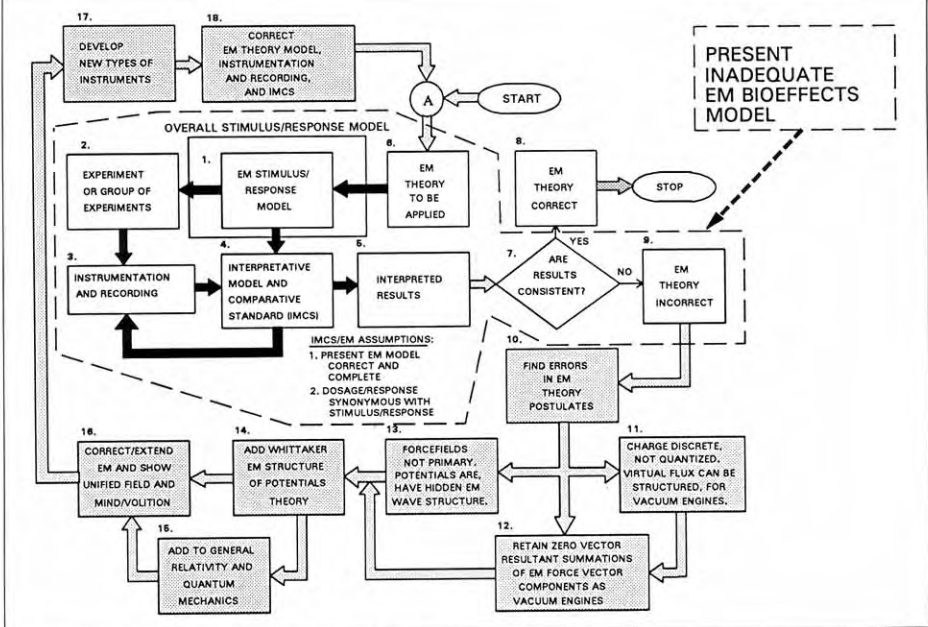 17.
DEVELOP
NEW TYPES OF
INSTRUMENTS
18.
CORRECT
EM THEORY MODEL,
INSTRUMENTATION
AND RECORDING,
AND IMCS
A
START
PRESENT
INADEQUATE
EM BIOEFFECTS
MODEL
OVERALL STIMULUS/RESPONSE MODEL
2.
EXPERIMENT
OR GROUP OF
EXPERIMENTS
1.
EM STIMULUS/
RESPONSE
MODEL
6.
EM
THEORY
TO BE
APPLIED
8.
EM
THEORY
CORRECT
STOP
3.
INSTRUMENTATION
AND RECORDING
4.
INTERPRETATIVE
MODEL AND
COMPARATIVE
STANDARD (IMCS)
5.
INTERPRETED
RESULTS
7.
YES
ARE
RESULTS
CONSISTENT?
NO
9.
EM
THEORY
INCORRECT
IMCS/EM ASSUMPTIONS:
1. PRESENT EM MODEL
CORRECT AND
COMPLETE
2. DOSAGE/RESPONSE
SYNONYMOUS WITH
STIMULUS/RESPONSE
10.
FIND ERRORS
IN EM
THEORY
POSTULATES
16.
CORRECT/EXTEND
EM AND SHOW
UNIFIED FIELD AND
MIND/VOLITION
14.
ADD WHITTAKER
EM STRUCTURE
OF POTENTIALS
THEORY
13.
FORCEFIELDS
NOT PRIMARY.
POTENTIALS ARE,
HAVE HIDDEN EM
WAVE STRUCTURE.
11.
CHARGE DISCRETE,
NOT QUANTIZED.
VIRTUAL FLUX CAN BE
STRUCTURED, FOR
VACUUM ENGINES.
15.
ADD TO GENERAL
RELATIVITY AND
QUANTUM
MECHANICS
12.
RETAIN ZERO VECTOR
RESULTANT SUMMATIONS
OF EM FORCE VECTOR
COMPONENTS AS
VACUUM ENGINES